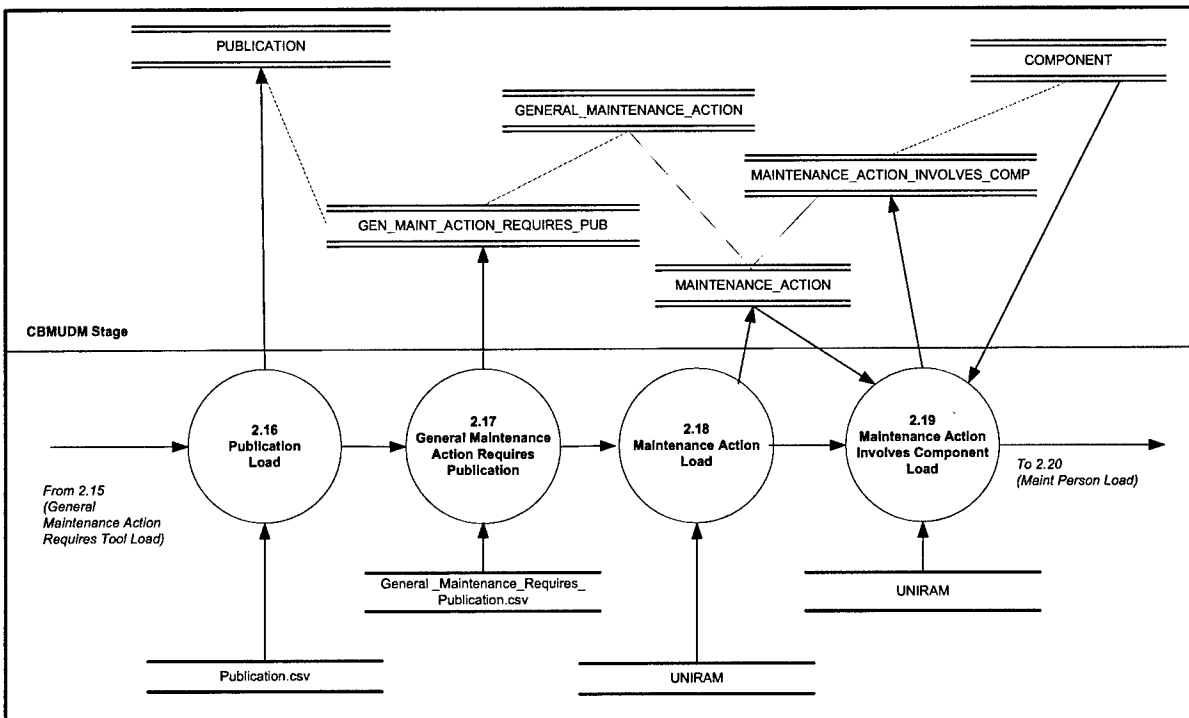 PUBLICATION
COMPONENT
GENERAL_MAINTENANCE_ACTION
MAINTENANCE_ACTION_INVOLVES_COMP
GEN_MAINT_ACTION_REQUIRES_PUB
MAINTENANCE_ACTION
CBMUDM Stage
2.16
Publication
Load
2.17
General Maintenance
Action Requires
Publication
2.18
Maintenance Action
Load
2.19
Maintenance Action
Involves Component
Load
From 2.15
(General
Maintenance Action
Requires Tool Load)
To 2.20
(Maint Person Load)
General _Maintenance_Requires_
Publication.csv
UNIRAM
Publication.csv
UNIRAM